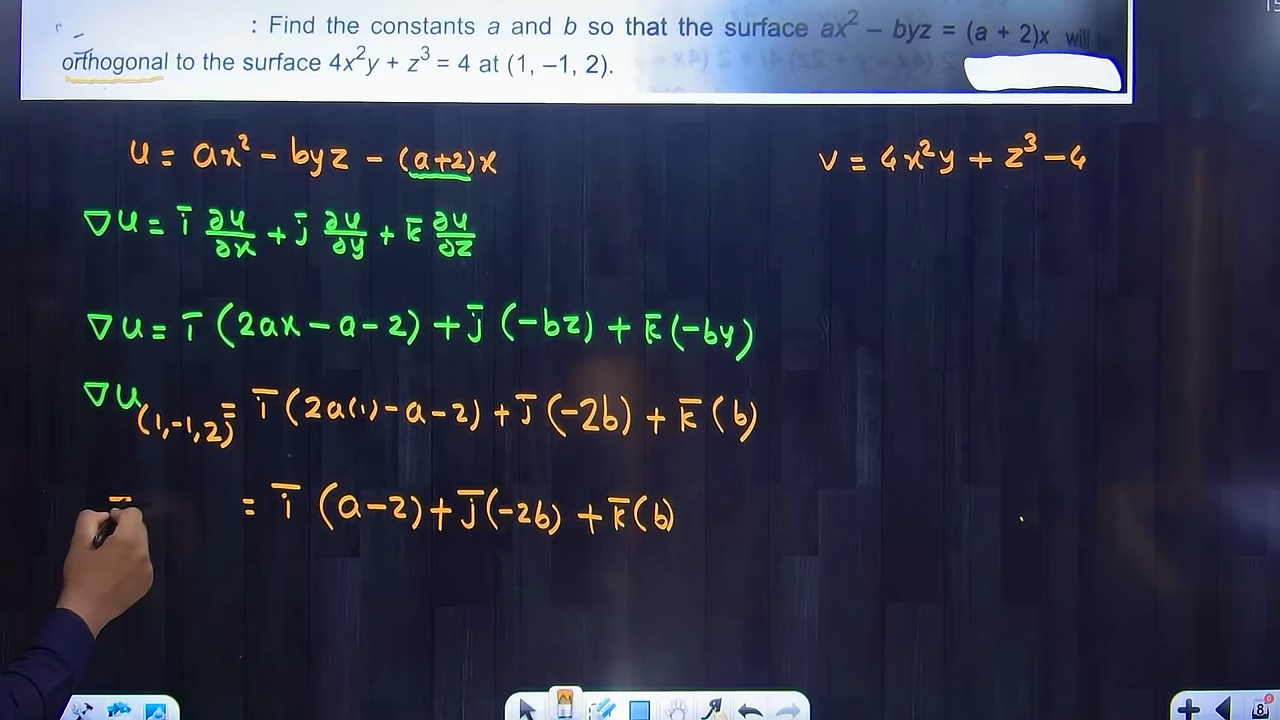 : Find the constants a and b so that the surface ax² – byz = (a + 2)x will be
orthogonal to the surface 4x²y + z³ = 4 at (1, –1, 2).
u = ax² - byz - (a+2)x
v = 4x²y + z³ - 4
∇u = i̅ ∂u/∂x + j̅ ∂u/∂y + k̅ ∂u/∂z
∇u = i̅ (2ax - a - 2) + j̅ (-bz) + k̅ (-by)
∇u(1,-1,2) = i̅ (2a(1) - a - 2) + j̅ (-2b) + k̅ (b)
= i̅ (a-2) + j̅ (-2b) + k̅ (b)